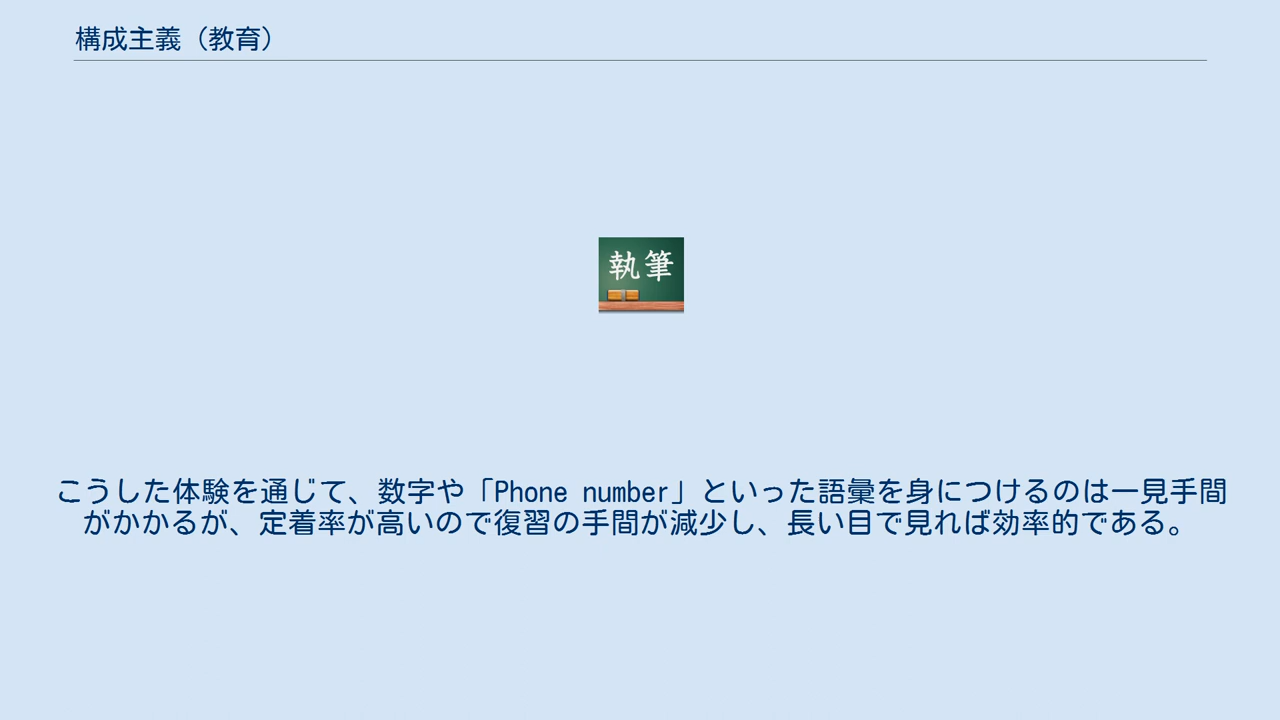 構成主義（教育）
執筆
こうした体験を通じて、数字や「Phone number」といった語彙を身につけるのは一見手間
がかかるが、定着率が高いので復習の手間が減少し、長い目で見れば効率的である。